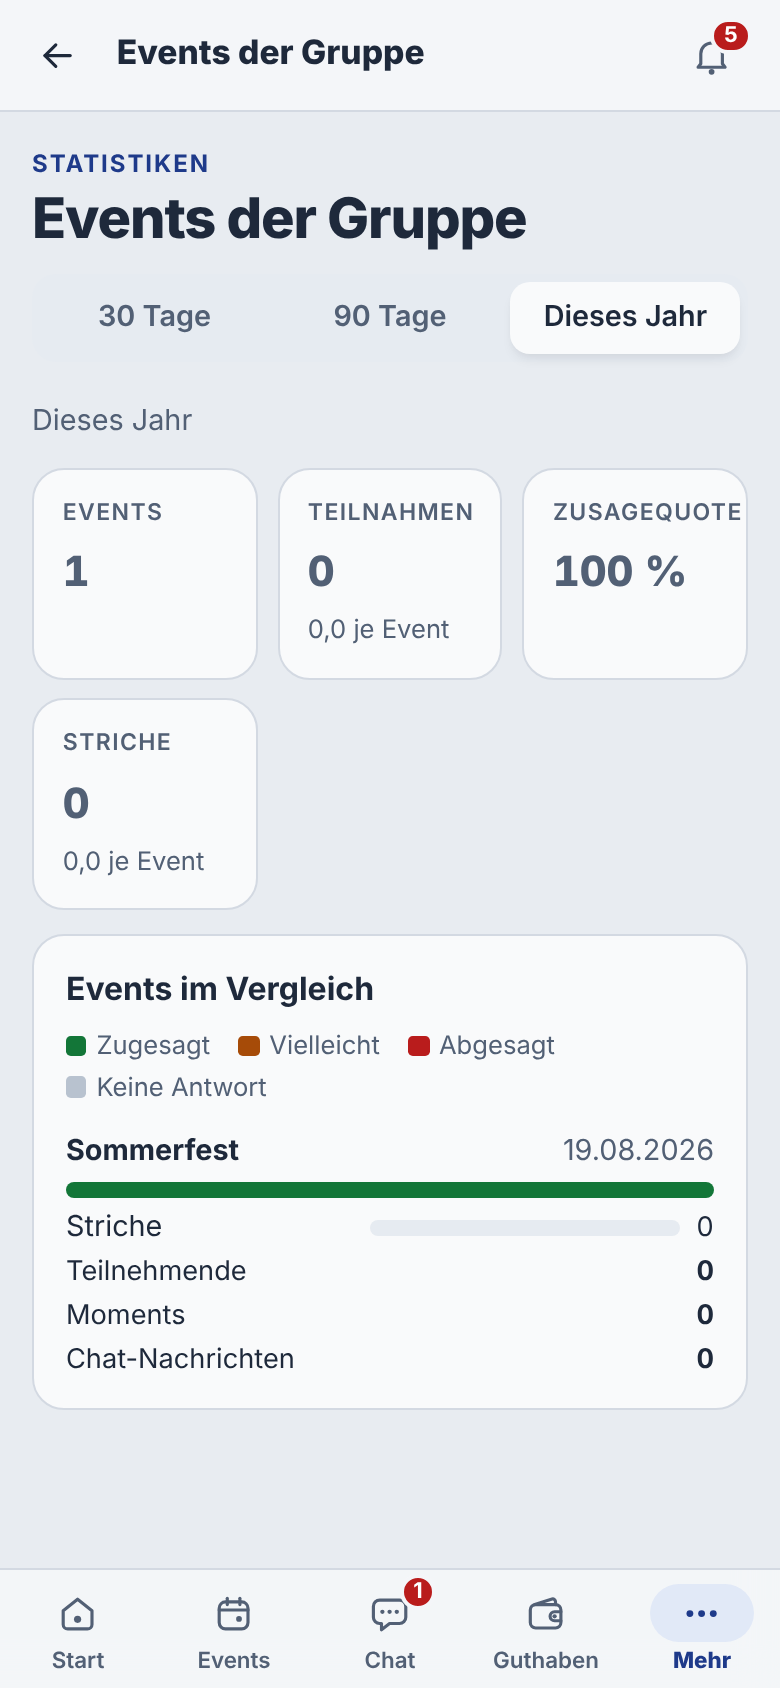 Events der Gruppe
5
STATISTIKEN
Events der Gruppe
30 Tage 90 Tage Dieses Jahr
Dieses Jahr
EVENTS TEILNAHMEN ZUSAGEQUOTE
1 0 100 %
0,0 je Event
STRICHE
0
0,0 je Event
Events im Vergleich
Zugesagt Vielleicht Abgesagt
Keine Antwort
Sommerfest 19.08.2026
Striche 0
Teilnehmende 0
Moments 0
Chat-Nachrichten 0
1
Start Events Chat Guthaben Mehr